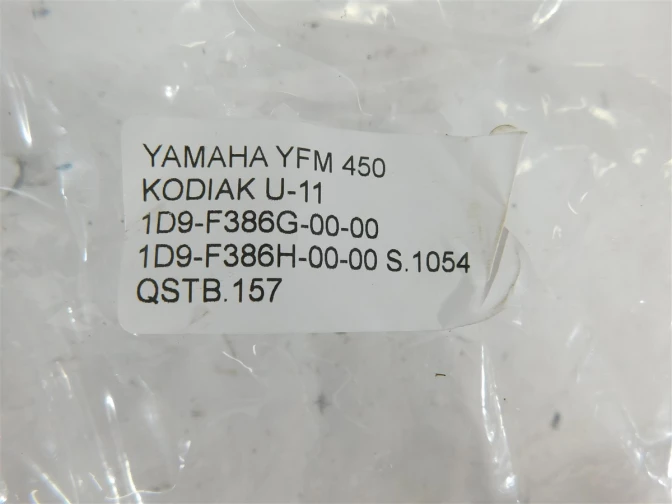 YAMAHA YFM 450
KODIAK U-11
1D9-F386G-00-00
1D9-F386H-00-00 S.1054
QSTB.157